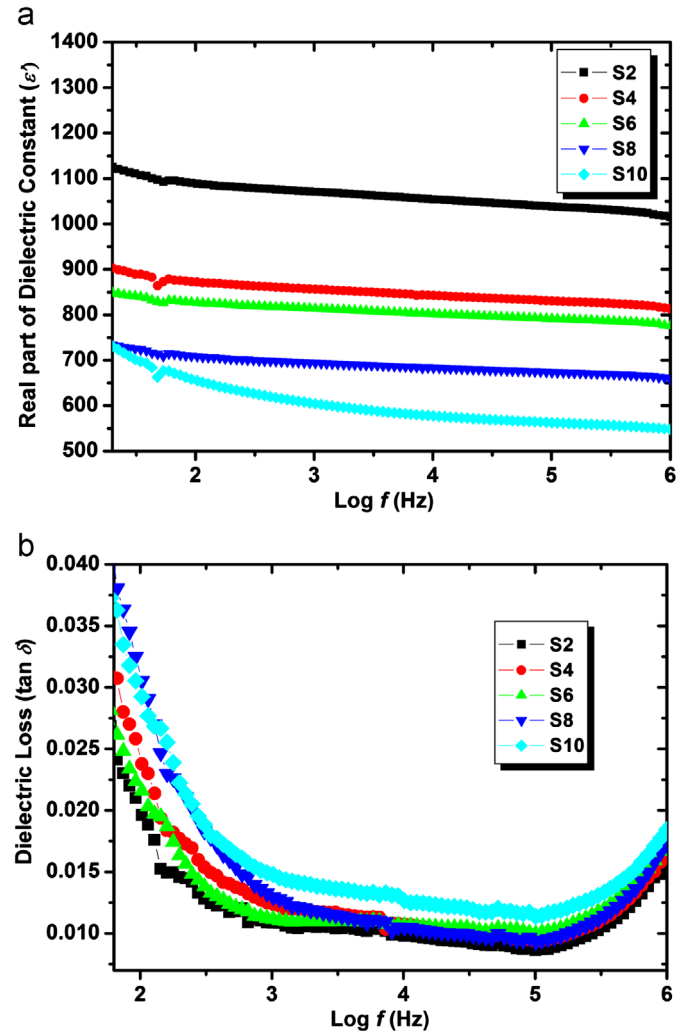 a
1400
1300
1200
1100
1000
900
800
700
600
500
Real part of Dielectric Constant (ε')
S2
S4
S6
S8
S10
2
3
4
5
6
Log f (Hz)
b
0.040
0.035
0.030
0.025
0.020
0.015
0.010
Dielectric Loss (tan δ)
S2
S4
S6
S8
S10
2
3
4
5
6
Log f (Hz)